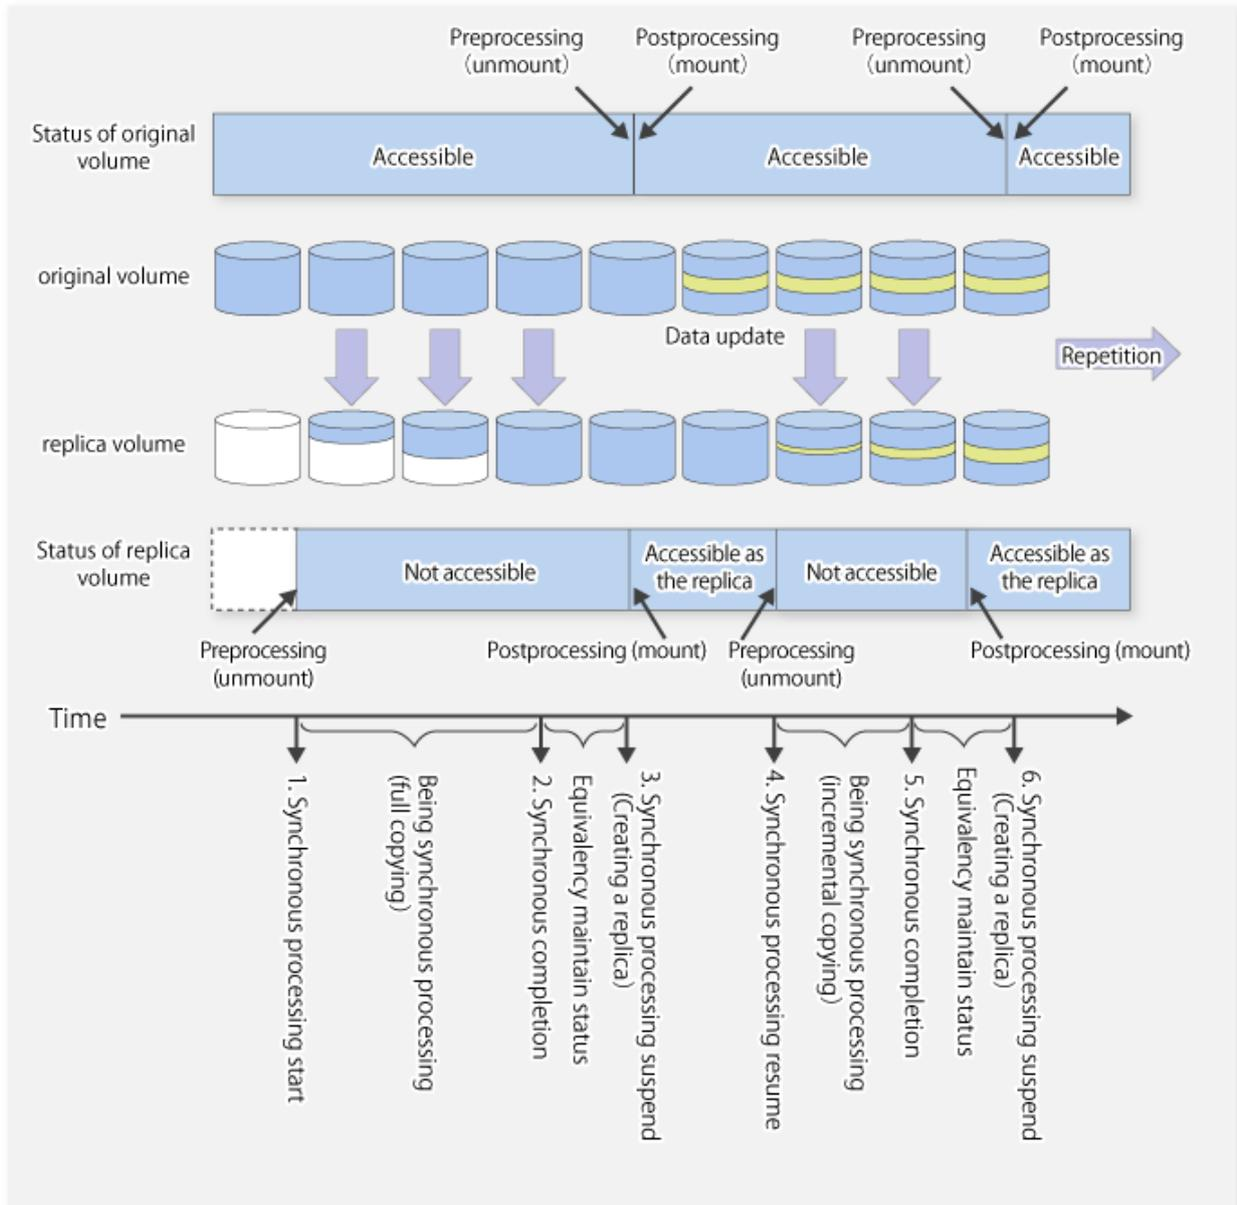 Preprocessing
(unmount)
Postprocessing
(mount)
Preprocessing
(unmount)
Postprocessing
(mount)
Status of original
volume
Accessible
Accessible
Accessible
original volume
Data update
Repetition
replica volume
Status of replica
volume
Not accessible
Accessible as
the replica
Not accessible
Accessible as
the replica
Preprocessing
(unmount)
Postprocessing (mount)
Preprocessing
(unmount)
Postprocessing (mount)
Time
1. Synchronous processing start
Being synchronous processing
(full copying)
2. Synchronous completion
Equivalency maintain status
3. Synchronous processing suspend
(Creating a replica)
4. Synchronous processing resume
Being synchronous processing
(incremental copying)
5. Synchronous completion
Equivalency maintain status
6. Synchronous processing suspend
(Creating a replica)